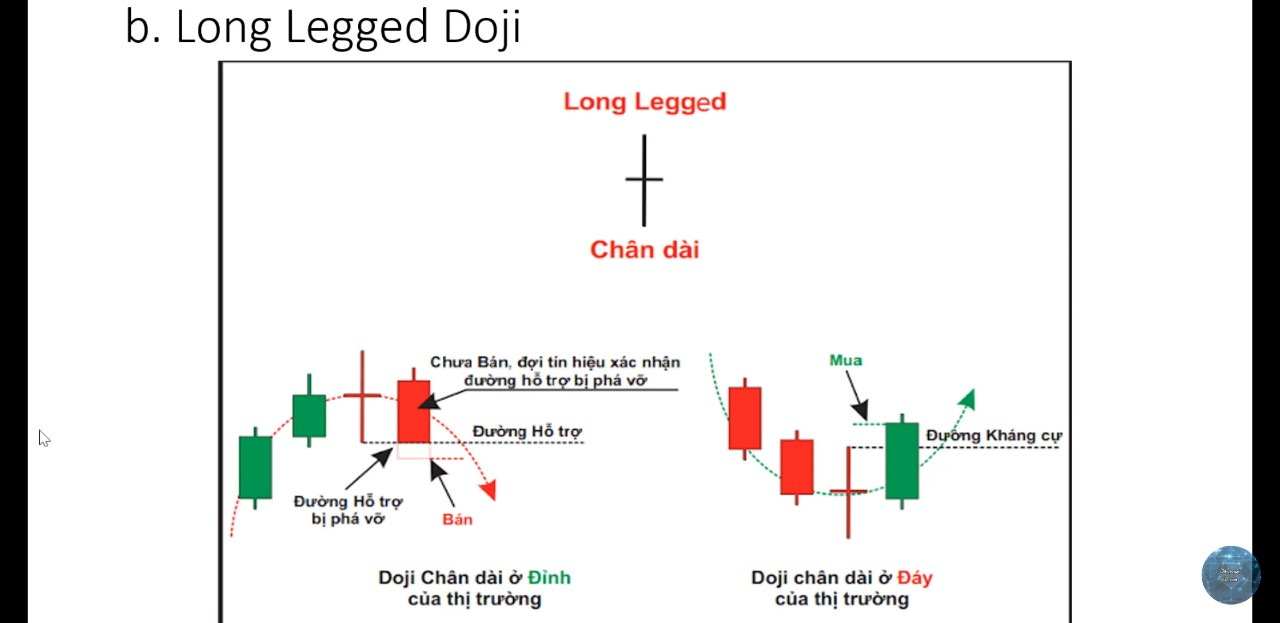 b. Long Legged Doji
Long Legged
Chân dài
Chưa Bán, đợi tín hiệu xác nhận
đường hỗ trợ bị phá vỡ
Đường Hỗ trợ
Đường Hỗ trợ
bị phá vỡ
Bán
Doji Chân dài ở Đỉnh
của thị trường
Mua
Đường Kháng cự
Doji chân dài ở Đáy
của thị trường